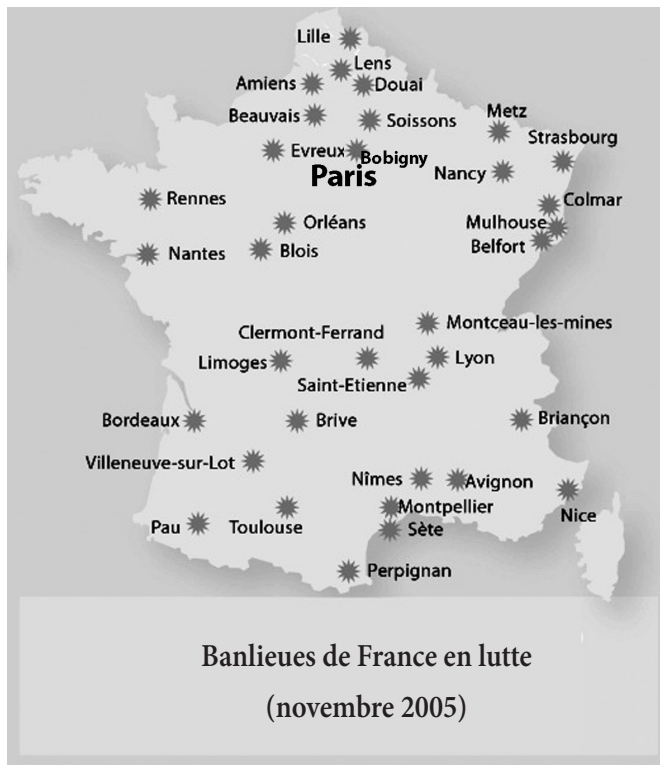 Lille
Lens
Amiens
Douai
Beauvais
Soissons
Metz
Strasbourg
Evreux
Bobigny
Paris
Nancy
Rennes
Colmar
Orléans
Mulhouse
Nantes
Blois
Belfort
Montceau-les-mines
Clermont-Ferrand
Limoges
Lyon
Saint-Etienne
Bordeaux
Brive
Briançon
Villeneuve-sur-Lot
Nîmes
Avignon
Montpellier
Nice
Pau
Toulouse
Sète
Perpignan
Banlieues de France en lutte
(novembre 2005)